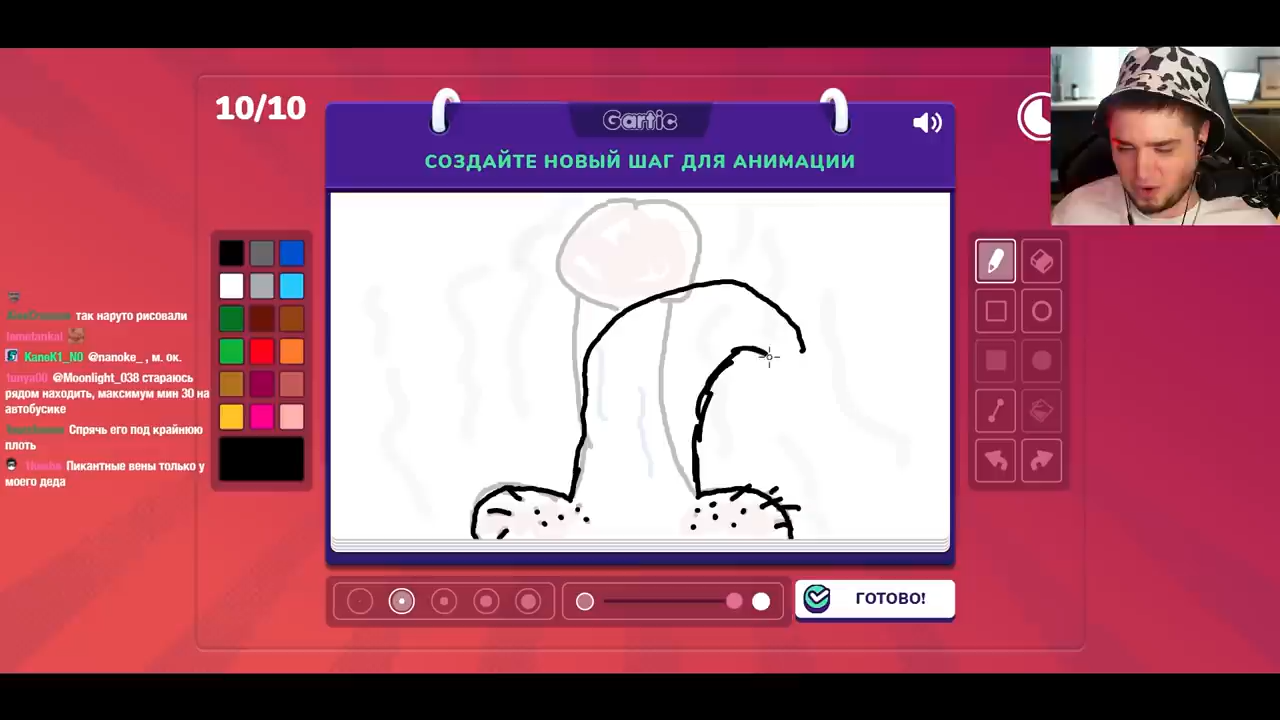 10/10
Gartic
СОЗДАЙТЕ НОВЫЙ ШАГ ДЛЯ АНИМАЦИИ
так наруто рисовали
KaneK1_N0 @nanoke_ , м. ок.
1unya00 @Moonlight_038 стараюсь
рядом находить, максимум мин 30 на
автобусике
Спрячь его под крайнюю
плоть
Пикантные вены только у
моего деда
ГОТОВО!